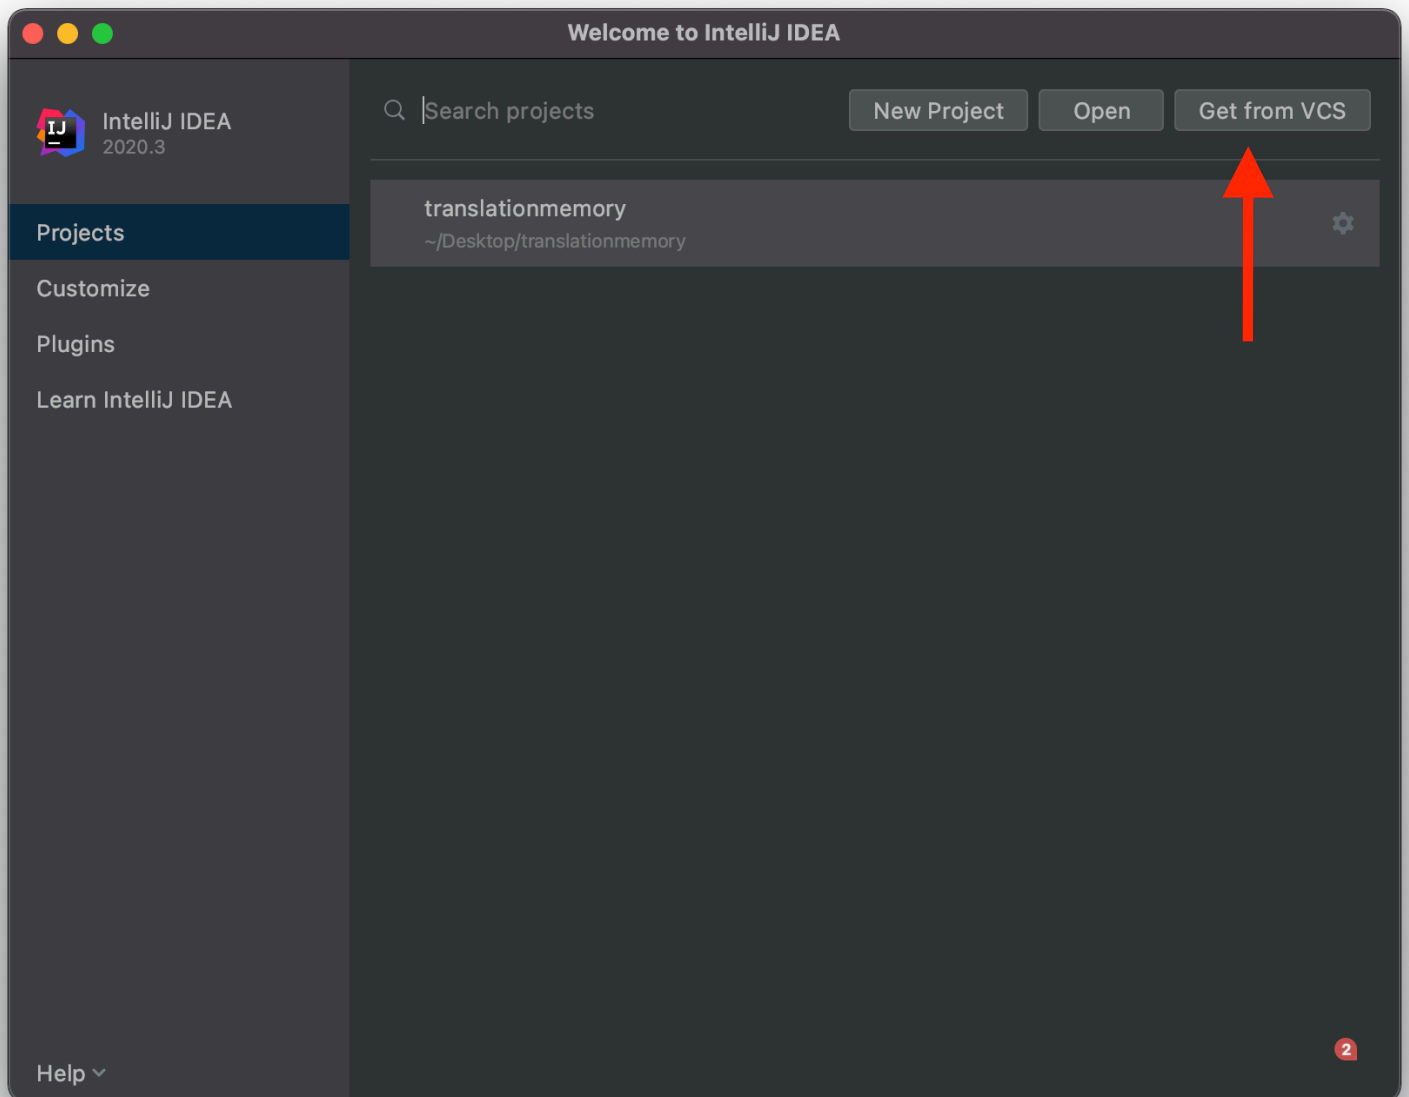 Welcome to IntelliJ IDEA
IJ
IntelliJ IDEA
2020.3
Search projects
New Project
Open
Get from VCS
translationmemory
~/Desktop/translationmemory
Projects
Customize
Plugins
Learn IntelliJ IDEA
Help
2